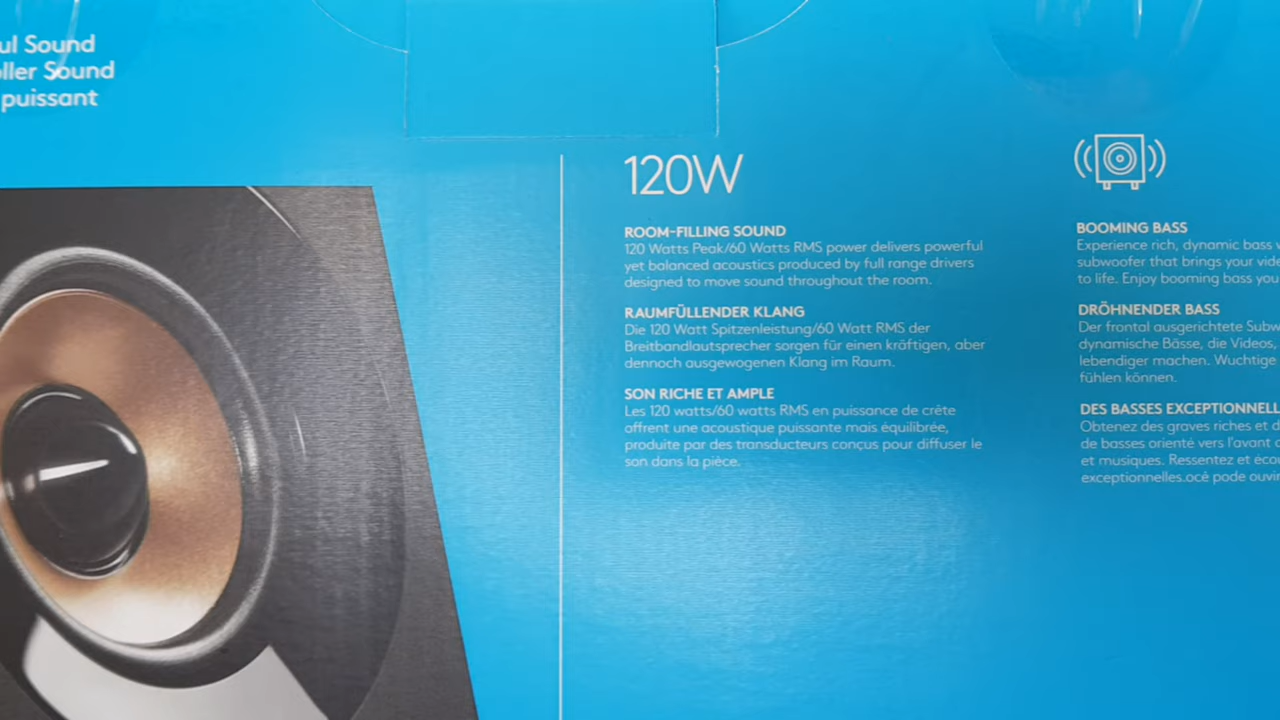 ul Sound
ller Sound
puissant
120W
ROOM-FILLING SOUND
120 Watts Peak/60 Watts RMS power delivers powerful
yet balanced acoustics produced by full range drivers
designed to move sound throughout the room.
RAUMFÜLLENDER KLANG
Die 120 Watt Spitzenleistung/60 Watt RMS der
Breitbandlautsprecher sorgen für einen kräftigen, aber
dennoch ausgewogenen Klang im Raum.
SON RICHE ET AMPLE
Les 120 watts/60 watts RMS en puissance de crête
offrent une acoustique puissante mais équilibrée,
produite par des transducteurs conçus pour diffuser le
son dans la pièce.
BOOMING BASS
Experience rich, dynamic bass
subwoofer that brings your vide
to life. Enjoy booming bass you
DRÖHNENDER BASS
Der frontal ausgerichtete Subw
dynamische Bässe, die Videos,
lebendiger machen. Wuchtige
fühlen können.
DES BASSES EXCEPTIONNELL
Obtenez des graves riches et d
de basses orienté vers l'avant
et musiques. Ressentez et éco
exceptionnelles.ocè pode ouvir